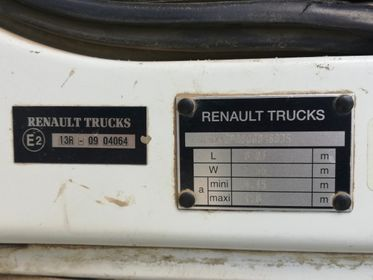 RENAULT TRUCKS
E2 13R - 09 04064
RENAULT TRUCKS
L m
W m
a mini m
maxi m